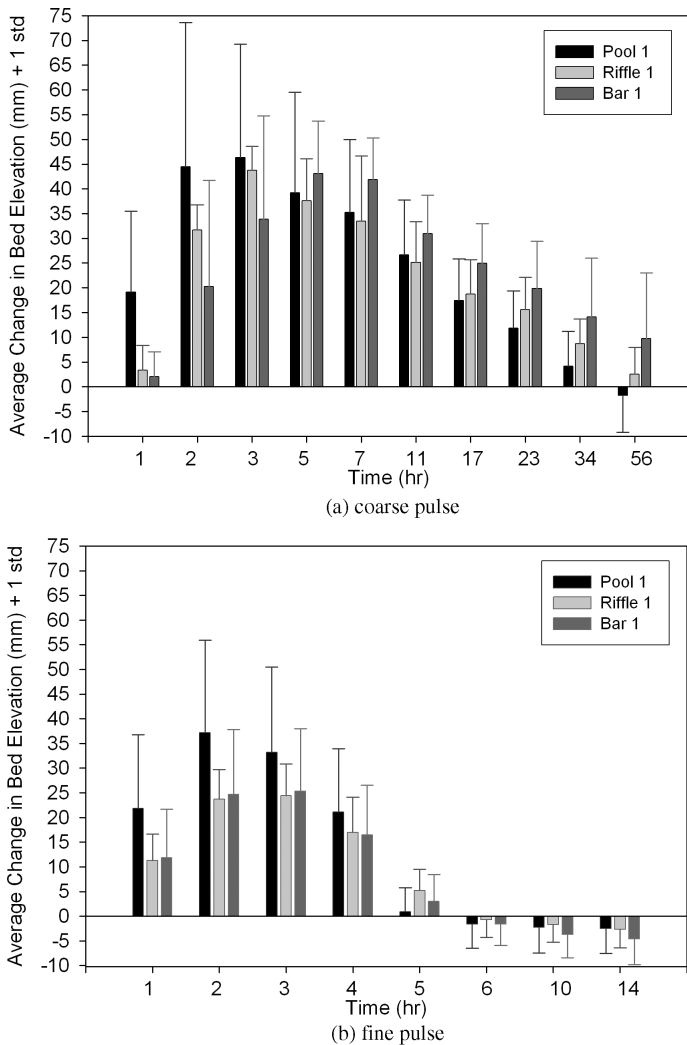 75
70
65
60
55
50
45
40
35
30
25
20
15
10
5
0
-5
-10
Average Change in Bed Elevation (mm) + 1 std
Pool 1
Riffle 1
Bar 1
1 2 3 5 7 11 17 23 34 56
Time (hr)
(a) coarse pulse
75
70
65
60
55
50
45
40
35
30
25
20
15
10
5
0
-5
-10
Average Change in Bed Elevation (mm) + 1 std
Pool 1
Riffle 1
Bar 1
1 2 3 4 5 6 10 14
Time (hr)
(b) fine pulse